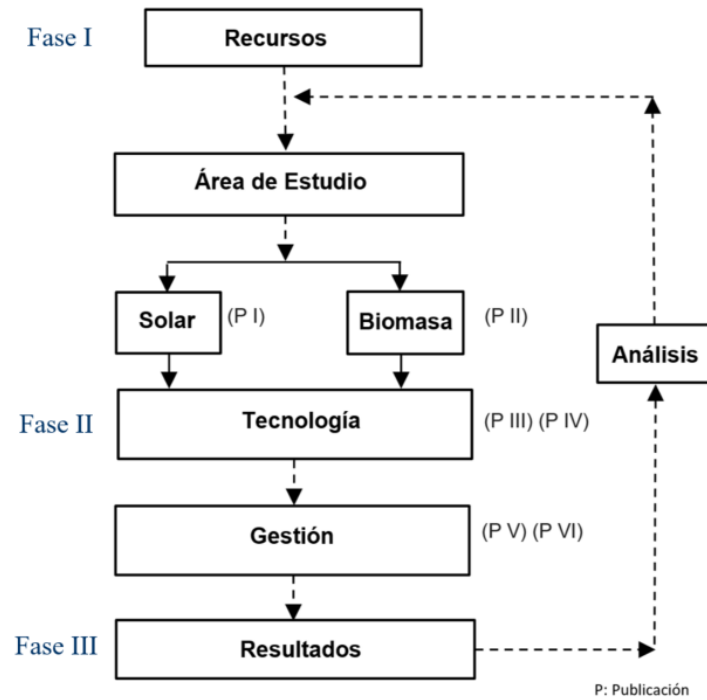 Fase I
Recursos
Área de Estudio
Solar
(P I)
Biomasa
(P II)
Análisis
Fase II
Tecnología
(P III) (P IV)
Gestión
(P V) (P VI)
Fase III
Resultados
P: Publicación